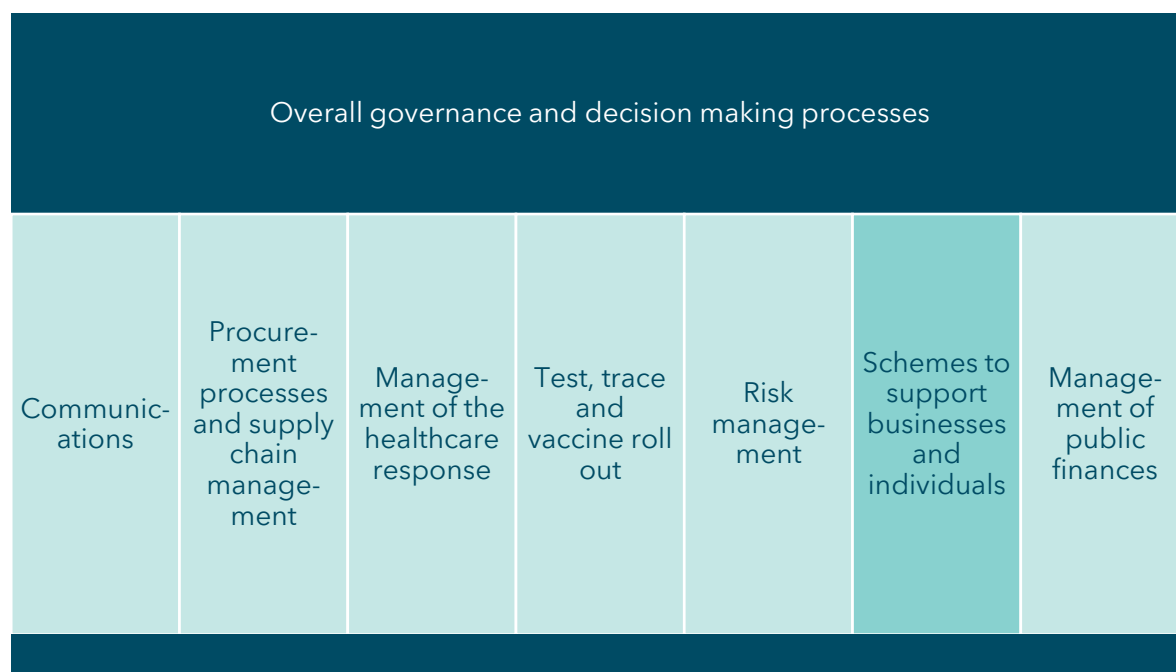 Overall governance and decision making processes
Communic-
ations
Procure-
ment
processes
and supply
chain
manage-
ment
Manage-
ment of the
healthcare
response
Test, trace
and
vaccine roll
out
Risk
manage-
ment
Schemes to
support
businesses
and
individuals
Manage-
ment of
public
finances